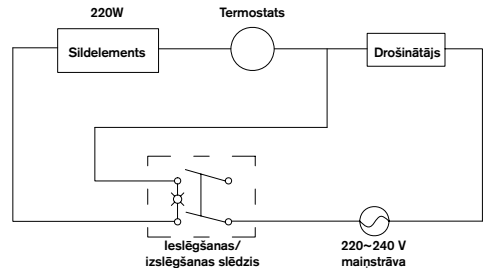 220W
Termostats
Sildelements
Drošinātājs
Ieslēgšanas/
izslēgšanas slēdzis
220~240 V
maiņstrāva